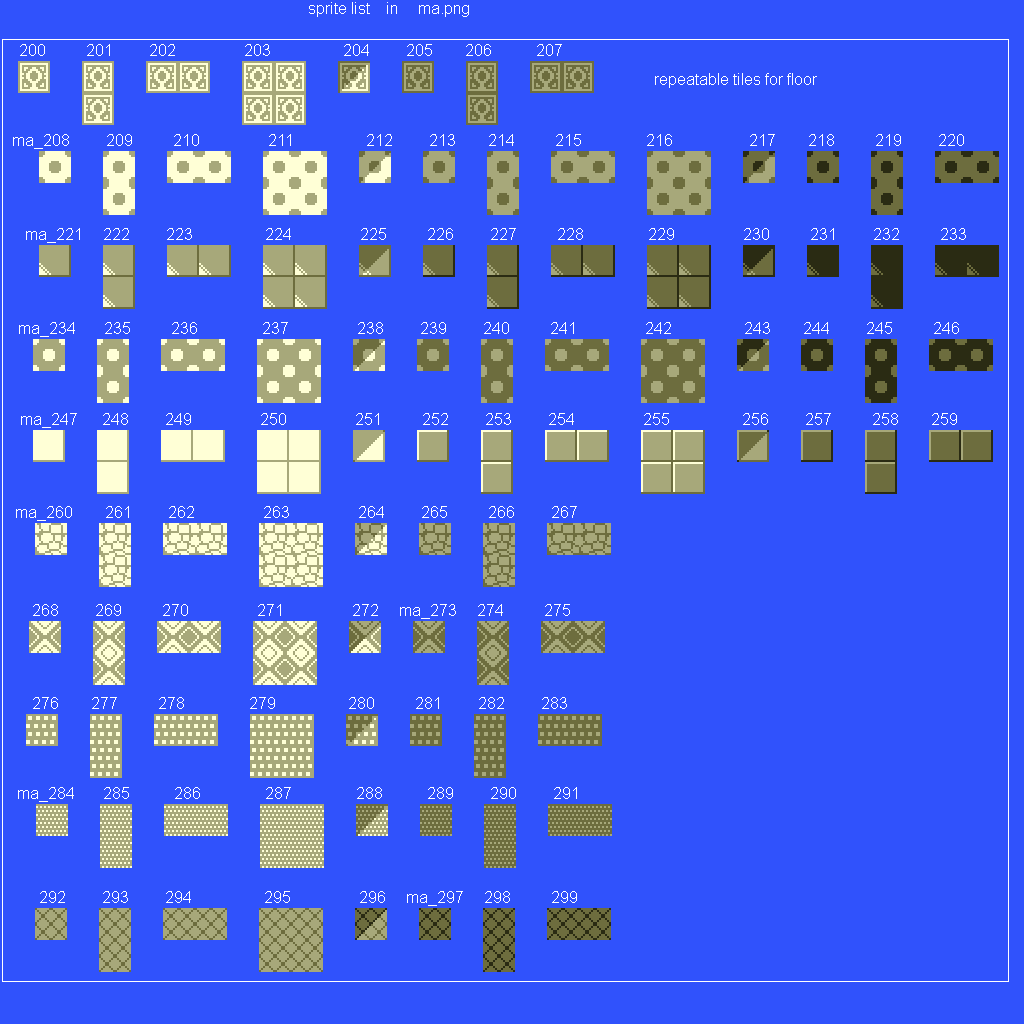 sprite list in ma.png
200 201 202 203 204 205 206 207
repeatable tiles for floor
ma_208 209 210 211 212 213 214 215 216 217 218 219 220
ma_221 222 223 224 225 226 227 228 229 230 231 232 233
ma_234 235 236 237 238 239 240 241 242 243 244 245 246
ma_247 248 249 250 251 252 253 254 255 256 257 258 259
ma_260 261 262 263 264 265 266 267
268 269 270 271 272 ma_273 274 275
276 277 278 279 280 281 282 283
ma_284 285 286 287 288 289 290 291
292 293 294 295 296 ma_297 298 299